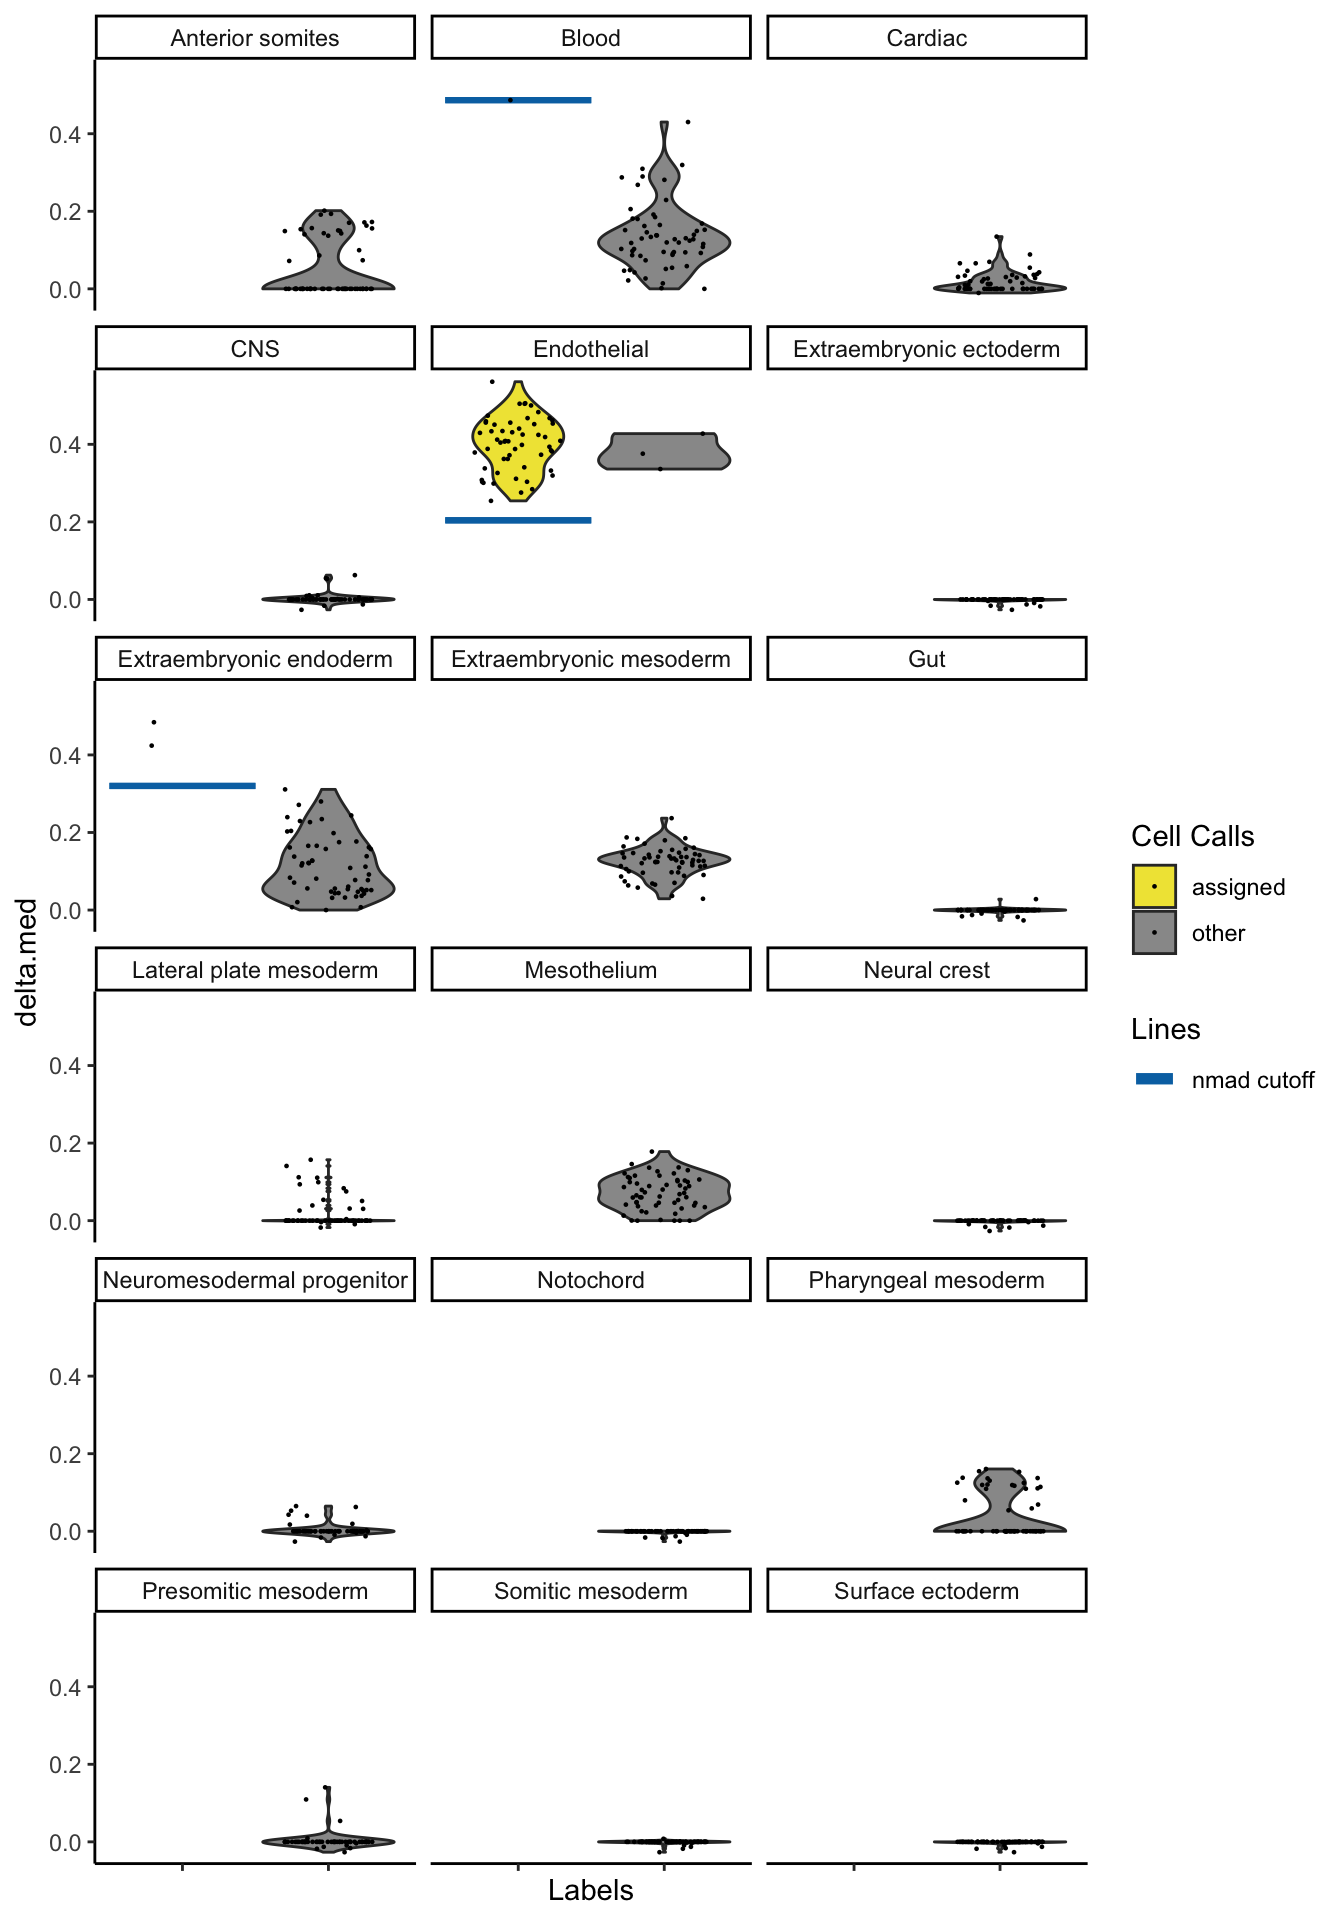 Anterior somites
Blood
Cardiac
0.4
0.2
0.0
CNS
Endothelial
Extraembryonic ectoderm
0.4
0.2
0.0
Extraembryonic endoderm
Extraembryonic mesoderm
Gut
0.4
0.2
0.0
Lateral plate mesoderm
Mesothelium
Neural crest
0.4
0.2
0.0
Neuromesodermal progenitor
Notochord
Pharyngeal mesoderm
0.4
0.2
0.0
Presomitic mesoderm
Somitic mesoderm
Surface ectoderm
0.4
0.2
0.0
delta.med
Labels
Cell Calls
assigned
other
Lines
nmad cutoff